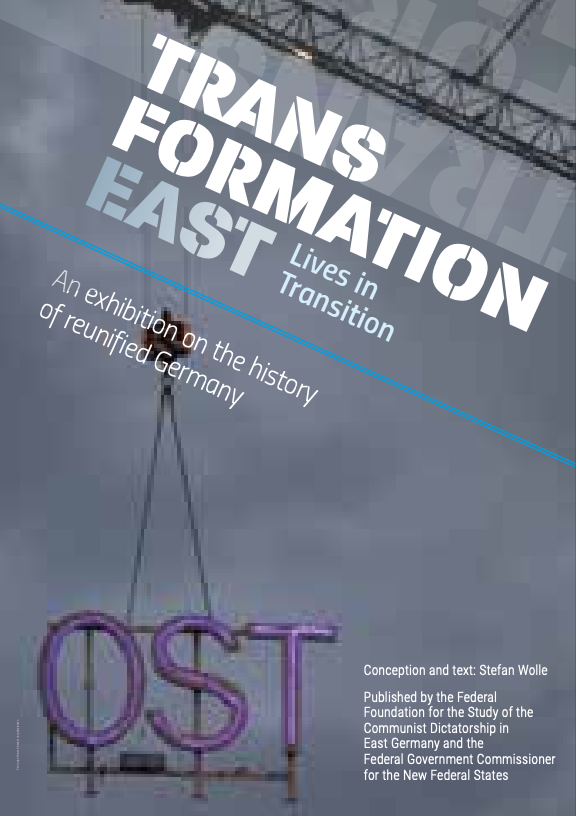 TRANS
FORMATION
EAST
Lives in
Transition
An exhibition on the history
of reunified Germany
OST
Conception and text: Stefan Wolle
Published by the Federal
Foundation for the Study of the
Communist Dictatorship in
East Germany and the
Federal Government Commissioner
for the New Federal States